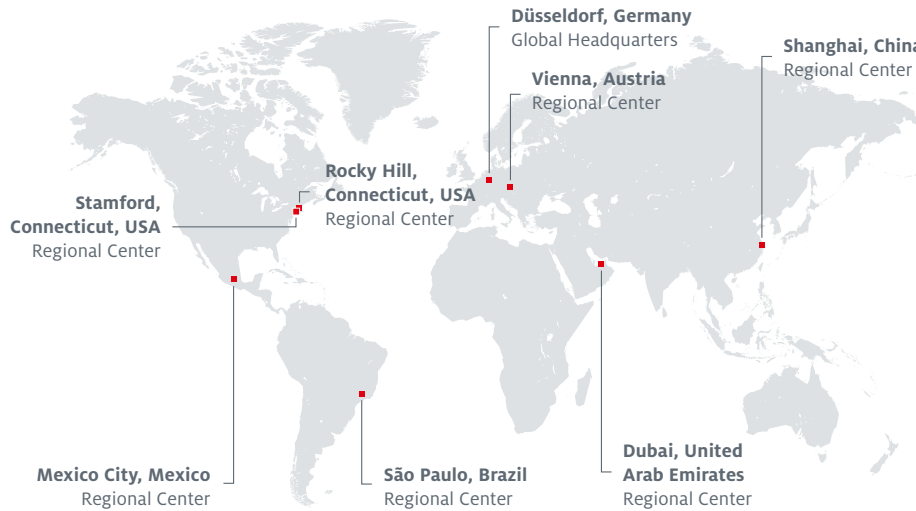 Düsseldorf, Germany
Global Headquarters
Shanghai, China
Regional Center
Vienna, Austria
Regional Center
Rocky Hill,
Connecticut, USA
Regional Center
Stamford,
Connecticut, USA
Regional Center
Mexico City, Mexico
Regional Center
São Paulo, Brazil
Regional Center
Dubai, United
Arab Emirates
Regional Center